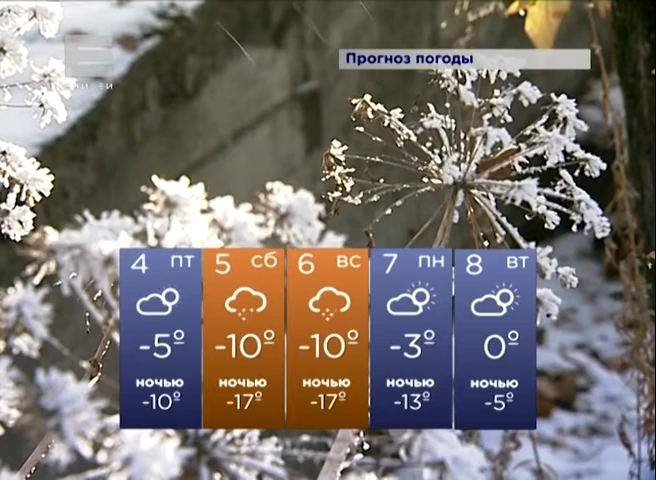 Прогноз погоды
4 пт 5 сб 6 вс 7 пн 8 вт
-5° -10° -10° -3° 0°
ночью ночью ночью ночью ночью
-10° -17° -17° -13° -5°